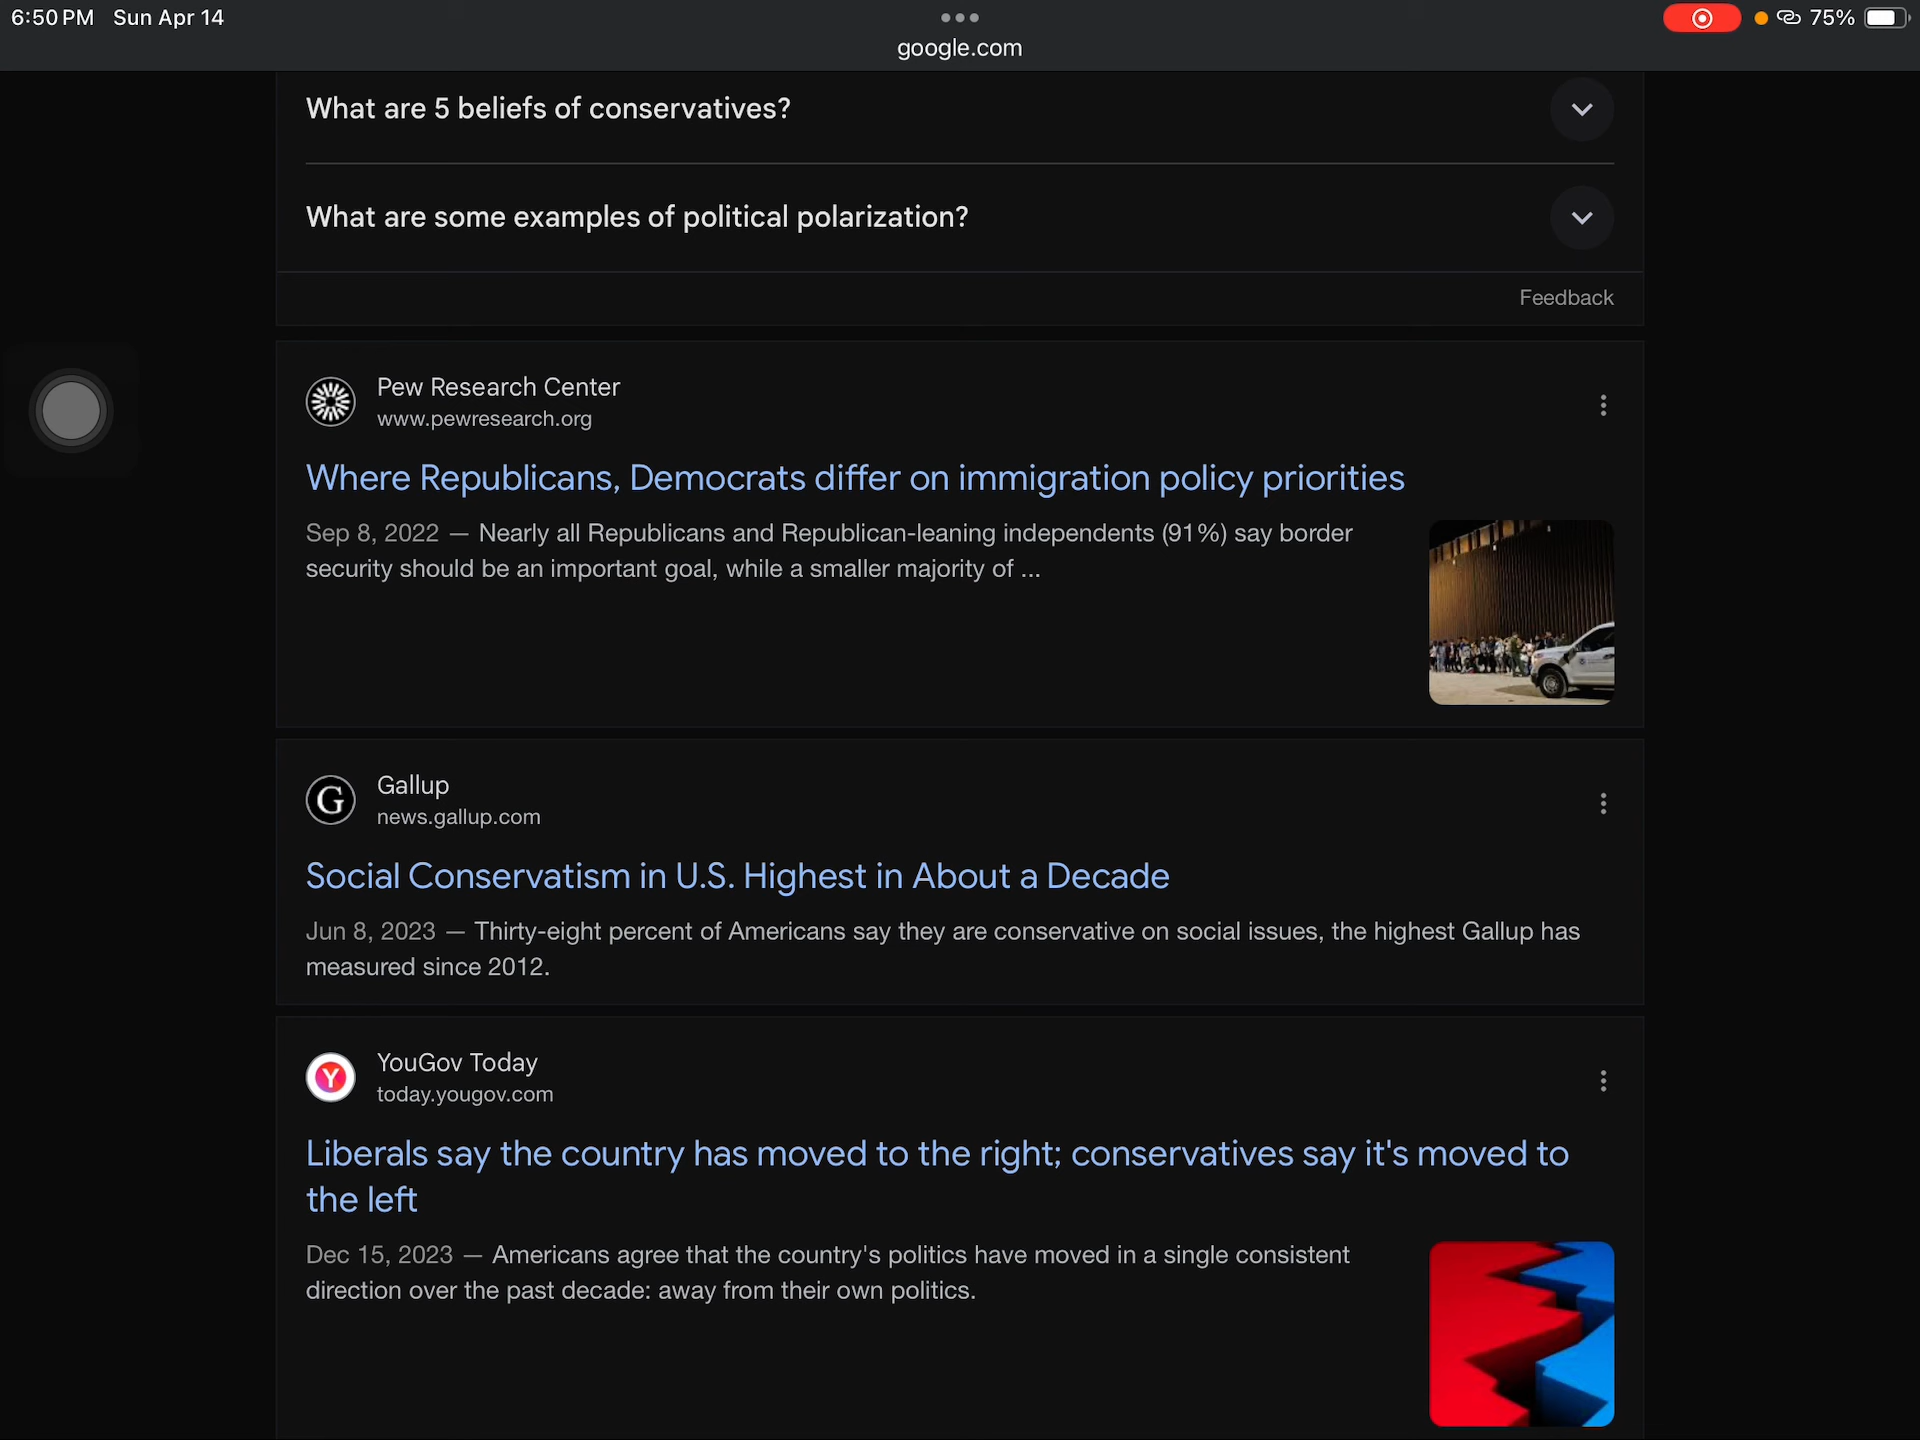 6:50 PM Sun Apr 14
75%
google.com
What are 5 beliefs of conservatives?
What are some examples of political polarization?
Feedback
Pew Research Center
www.pewresearch.org
Where Republicans, Democrats differ on immigration policy priorities
Sep 8, 2022 — Nearly all Republicans and Republican-leaning independents (91%) say border
security should be an important goal, while a smaller majority of ...
G
Gallup
news.gallup.com
Social Conservatism in U.S. Highest in About a Decade
Jun 8, 2023 — Thirty-eight percent of Americans say they are conservative on social issues, the highest Gallup has
measured since 2012.
Y
YouGov Today
today.yougov.com
Liberals say the country has moved to the right; conservatives say it's moved to
the left
Dec 15, 2023 — Americans agree that the country's politics have moved in a single consistent
direction over the past decade: away from their own politics.